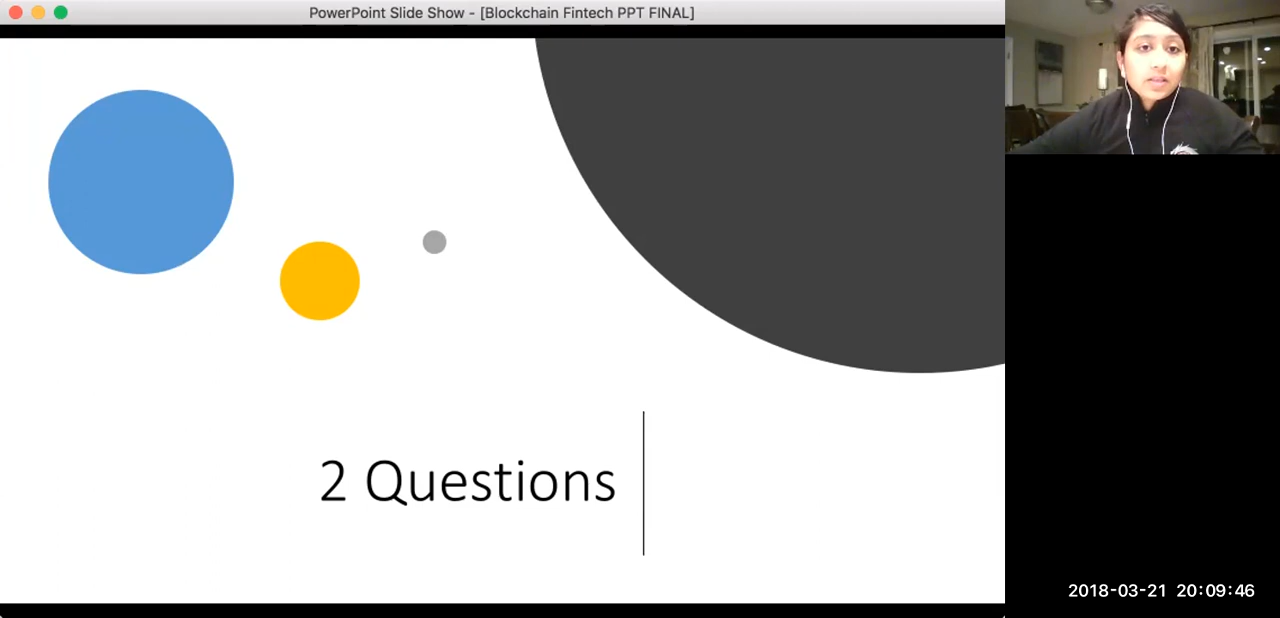 PowerPoint Slide Show - [Blockchain Fintech PPT FINAL]
2 Questions
2018-03-21 20:09:46